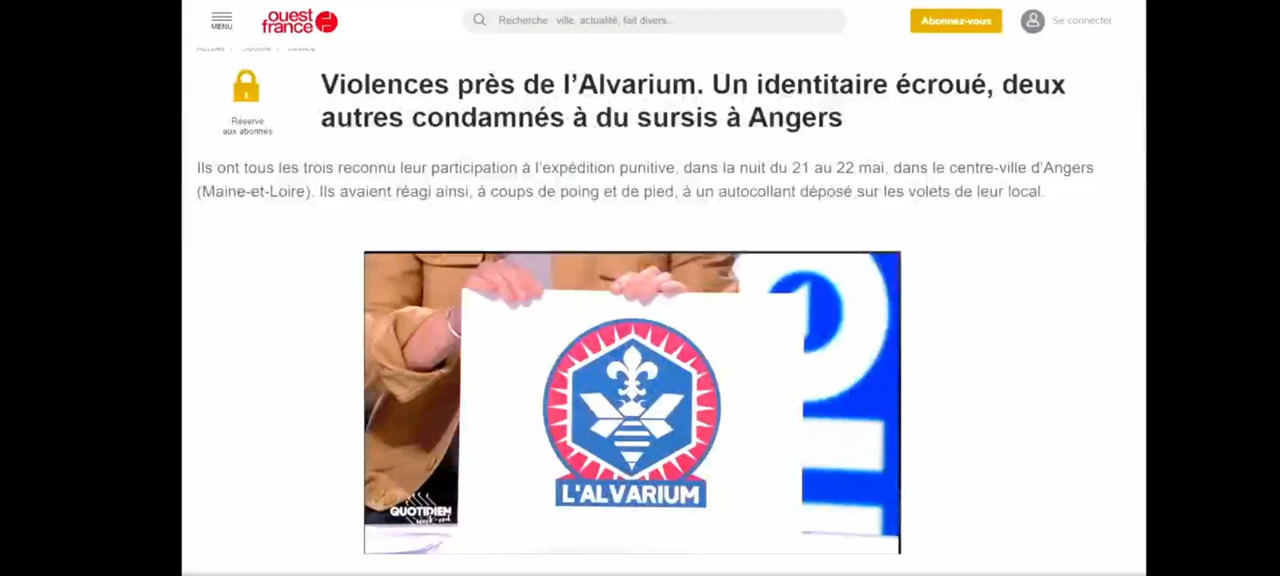 MENU
ouest
france
Recherche ville, actualité, fait divers...
Abonnez-vous
Se connecter
Violences près de l'Alvarium. Un identitaire écroué, deux
autres condamnés à du sursis à Angers
Réservé
aux abonnés
Ils ont tous les trois reconnu leur participation à l'expédition punitive, dans la nuit du 21 au 22 mai, dans le centre-ville d'Angers
(Maine-et-Loire). Ils avaient réagi ainsi, à coups de poing et de pied, à un autocollant déposé sur les volets de leur local.
L'ALVARIUM
QUOTIDIEN
week-end